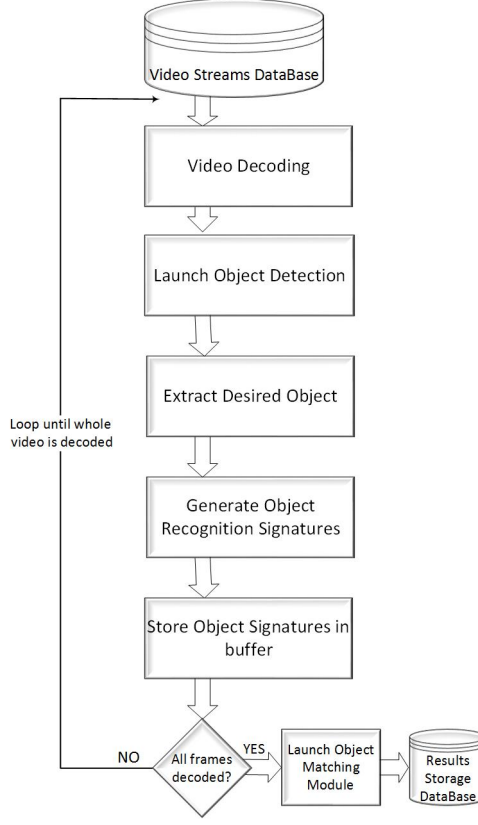 Video Streams DataBase
Video Decoding
Launch Object Detection
Extract Desired Object
Loop until whole
video is decoded
Generate Object
Recognition Signatures
Store Object Signatures in
buffer
All frames
decoded?
NO
YES
Launch Object
Matching
Module
Results
Storage
DataBase